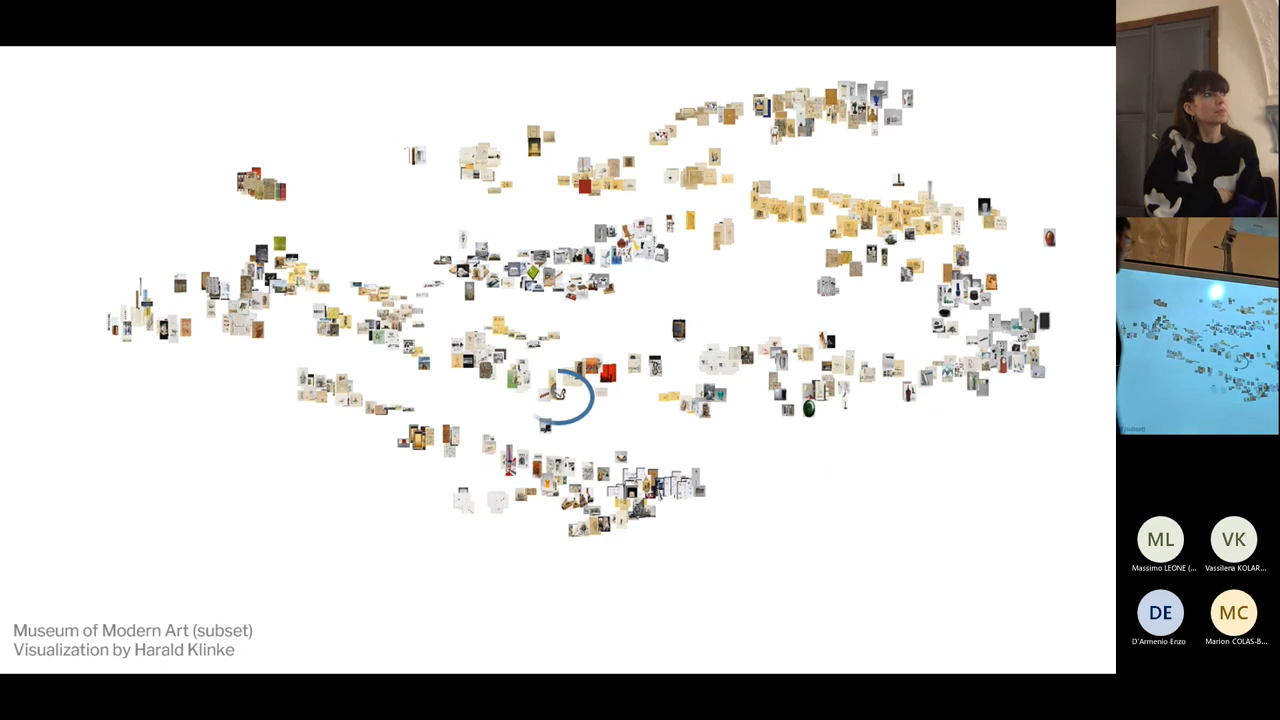 Museum of Modern Art (subset)
Visualization by Harald Klinke
ML
VK
Massimo LEONE (...
Vassilena KOLAR...
DE
MC
D'Armenio Enzo
Marion COLAS-B...